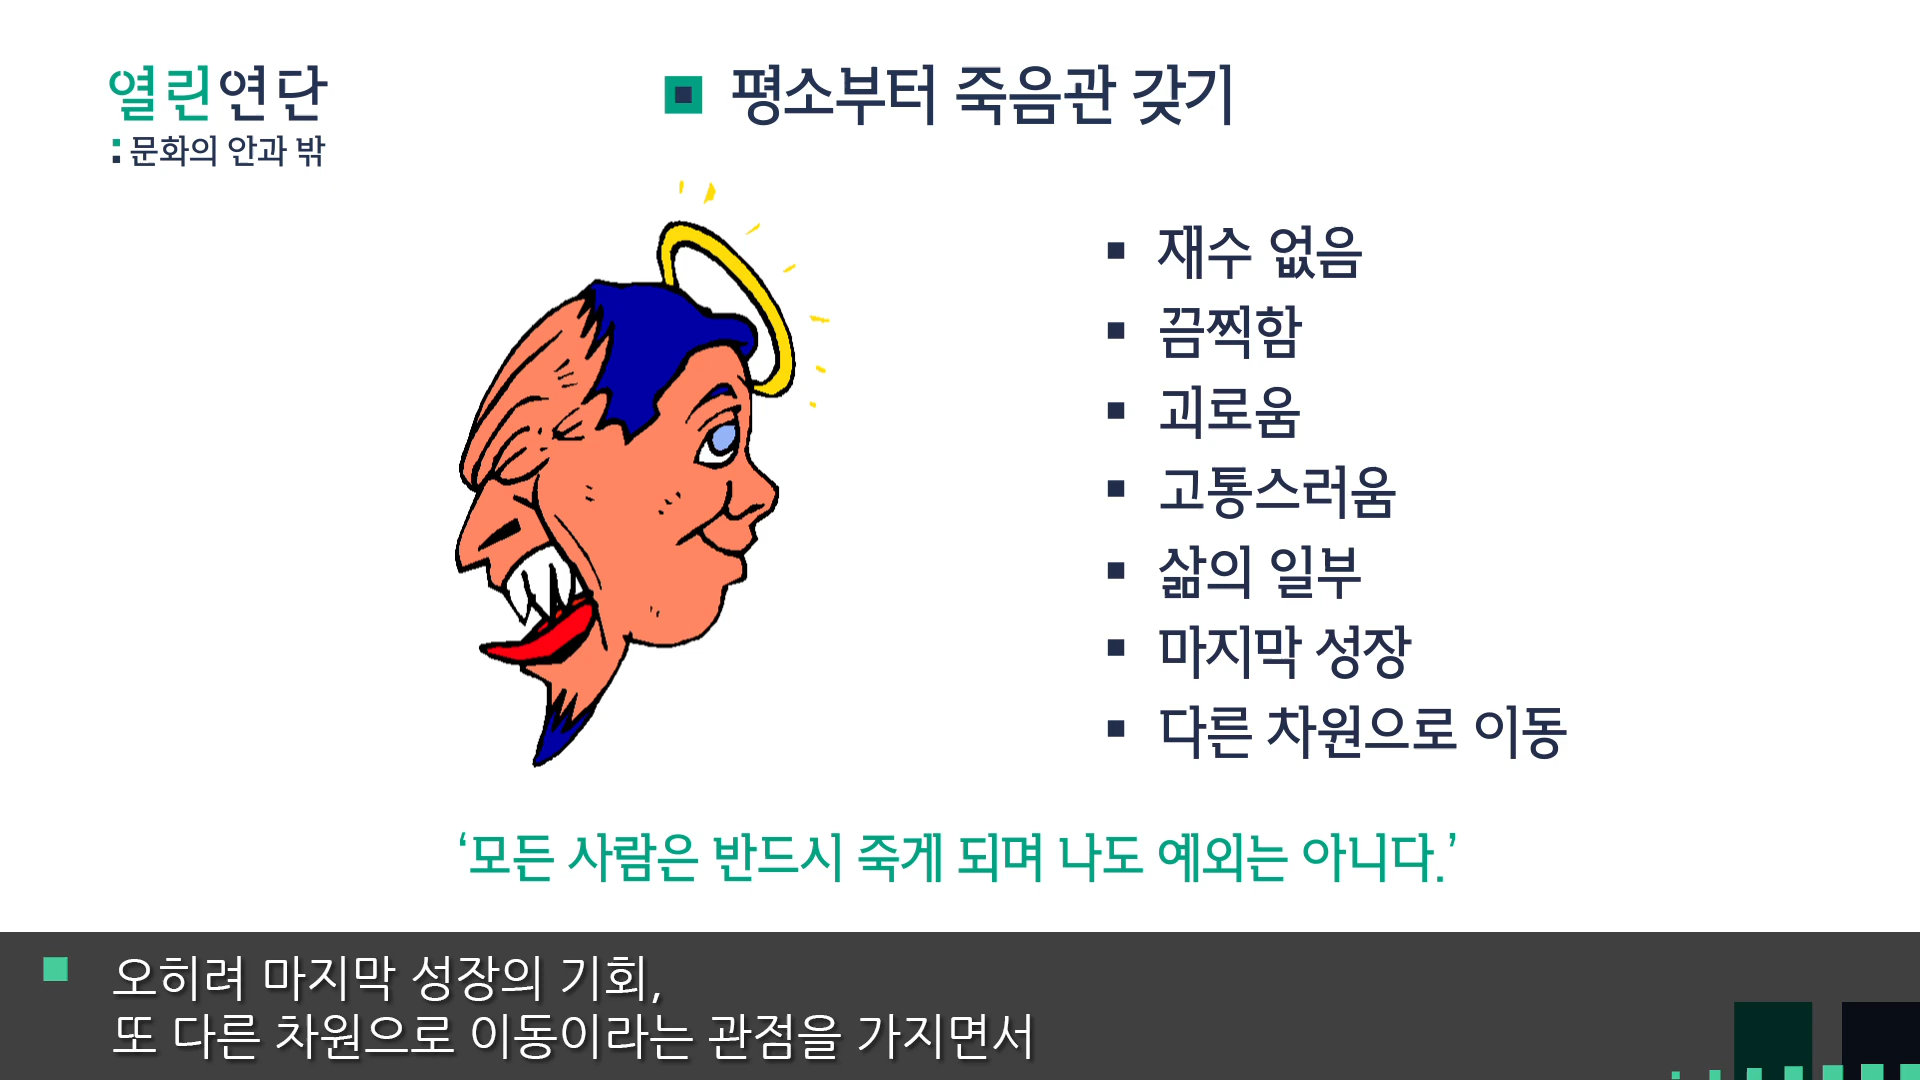 열린연단
: 문화의 안과 밖
평소부터 죽음관 갖기
재수 없음
끔찍함
괴로움
고통스러움
삶의 일부
마지막 성장
다른 차원으로 이동
‘모든 사람은 반드시 죽게 되며 나도 예외는 아니다.’
오히려 마지막 성장의 기회,
또 다른 차원으로 이동이라는 관점을 가지면서